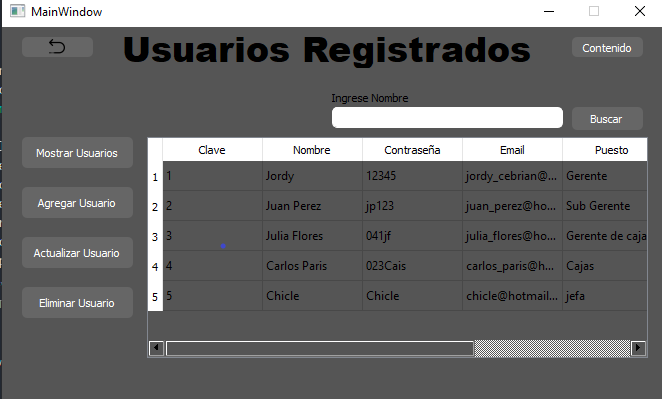 MainWindow
Usuarios Registrados
Contenido
Ingrese Nombre
Buscar
Mostrar Usuarios
Agregar Usuario
Actualizar Usuario
Eliminar Usuario
Clave Nombre Contraseña Email Puesto
1 1 Jordy 12345 jordy_cebrian@... Gerente
2 2 Juan Perez jp123 juan_perez@ho... Sub Gerente
3 3 Julia Flores 041jf julia_flores@ho... Gerente de caja
4 4 Carlos Paris 023Cais carlos_paris@h... Cajas
5 5 Chicle Chicle chicle@hotmail... jefa